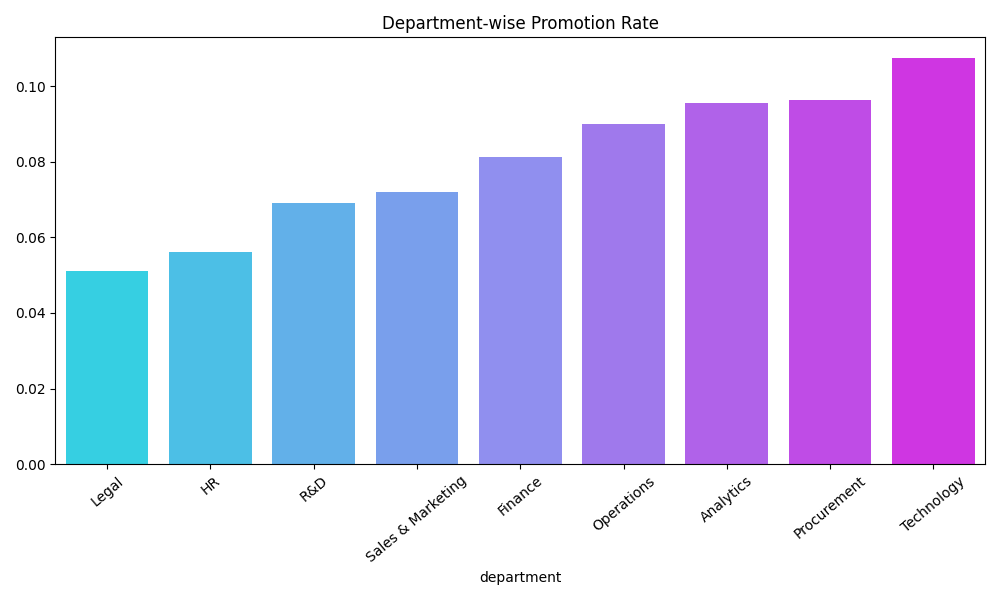 Department-wise Promotion Rate
0.10
0.08
0.06
0.04
0.02
0.00
Legal
HR
R&D
Sales & Marketing
Finance
Operations
Analytics
Procurement
Technology
department